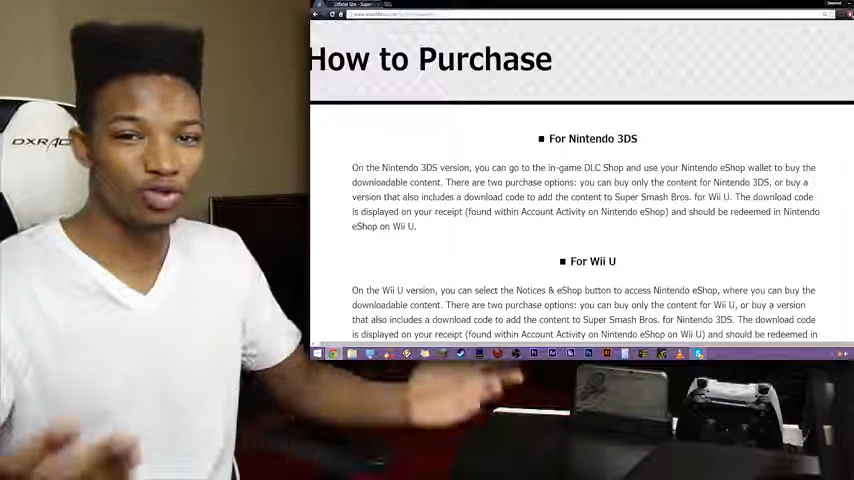 Official Site - Super
How to Purchase
DXRAC
■ For Nintendo 3DS
On the Nintendo 3DS version, you can go to the in-game DLC Shop and use your Nintendo eShop wallet to buy the
downloadable content. There are two purchase options: you can buy only the content for Nintendo 3DS, or buy a
version that also includes a download code to add the content to Super Smash Bros. for Wii U. The download code
is displayed on your receipt (found within Account Activity on Nintendo eShop) and should be redeemed in Nintendo
eShop on Wii U.
■ For Wii U
On the Wii U version, you can select the Notices & eShop button to access Nintendo eShop, where you can buy the
downloadable content. There are two purchase options: you can buy only the content for Wii U, or buy a version
that also includes a download code to add the content to Super Smash Bros. for Nintendo 3DS. The download code
is displayed on your receipt (found within Account Activity on Nintendo eShop on Wii U) and should be redeemed in